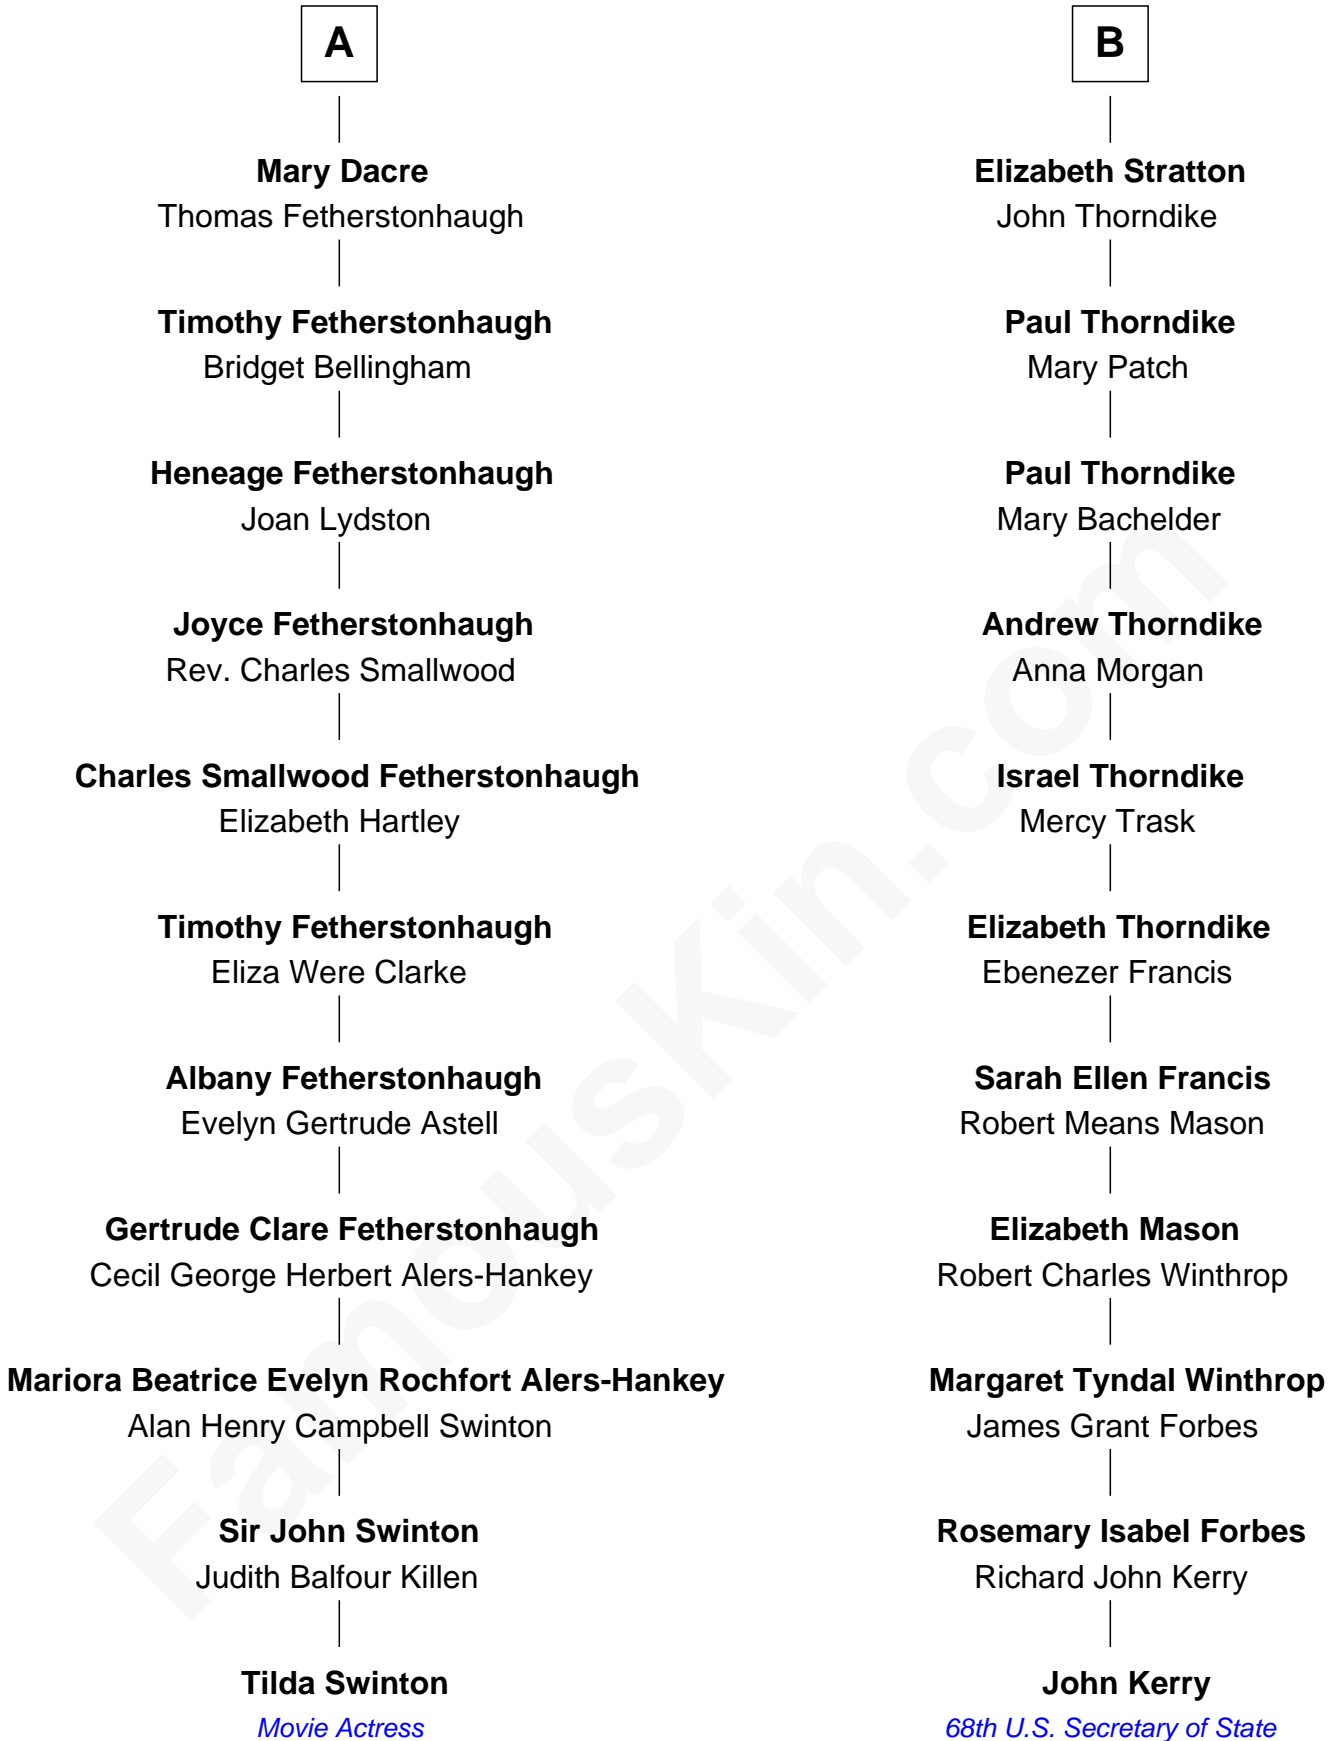 A
Mary Dacre
Thomas Fetherstonhaugh
Timothy Fetherstonhaugh
Bridget Bellingham
Heneage Fetherstonhaugh
Joan Lydston
Joyce Fetherstonhaugh
Rev. Charles Smallwood
Charles Smallwood Fetherstonhaugh
Elizabeth Hartley
Timothy Fetherstonhaugh
Eliza Were Clarke
Albany Fetherstonhaugh
Evelyn Gertrude Astell
Gertrude Clare Fetherstonhaugh
Cecil George Herbert Alers-Hankey
Mariora Beatrice Evelyn Rochfort Alers-Hankey
Alan Henry Campbell Swinton
Sir John Swinton
Judith Balfour Killen
Tilda Swinton
Movie Actress
B
Elizabeth Stratton
John Thorndike
Paul Thorndike
Mary Patch
Paul Thorndike
Mary Bachelder
Andrew Thorndike
Anna Morgan
Israel Thorndike
Mercy Trask
Elizabeth Thorndike
Ebenezer Francis
Sarah Ellen Francis
Robert Means Mason
Elizabeth Mason
Robert Charles Winthrop
Margaret Tyndal Winthrop
James Grant Forbes
Rosemary Isabel Forbes
Richard John Kerry
John Kerry
68th U.S. Secretary of State
FamousKin.com